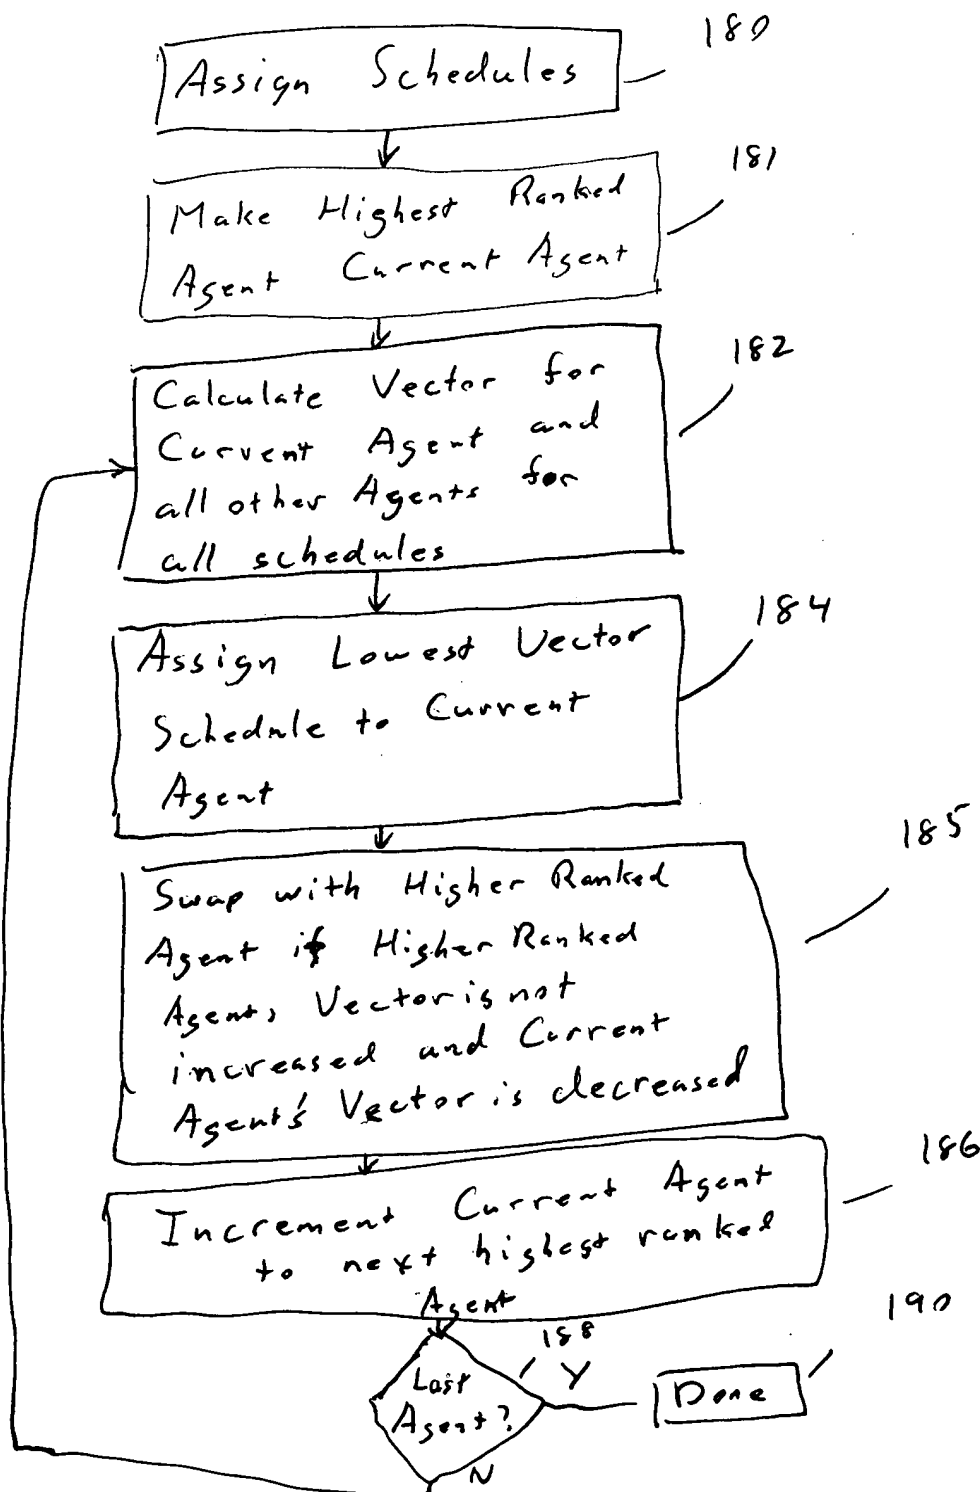 180
Assign Schedules
181
Make Highest Ranked
Agent Current Agent
182
Calculate Vector for
Current Agent and
all other Agents for
all schedules
184
Assign Lowest Vector
Schedule to Current
Agent
185
Swap with Higher Ranked
Agent if Higher Ranked
Agents, Vector is not
increased and Current
Agent's Vector is decreased
186
Increment Current Agent
to next highest ranked
Agent
188
190
Last
Agent?
Y
Done
N